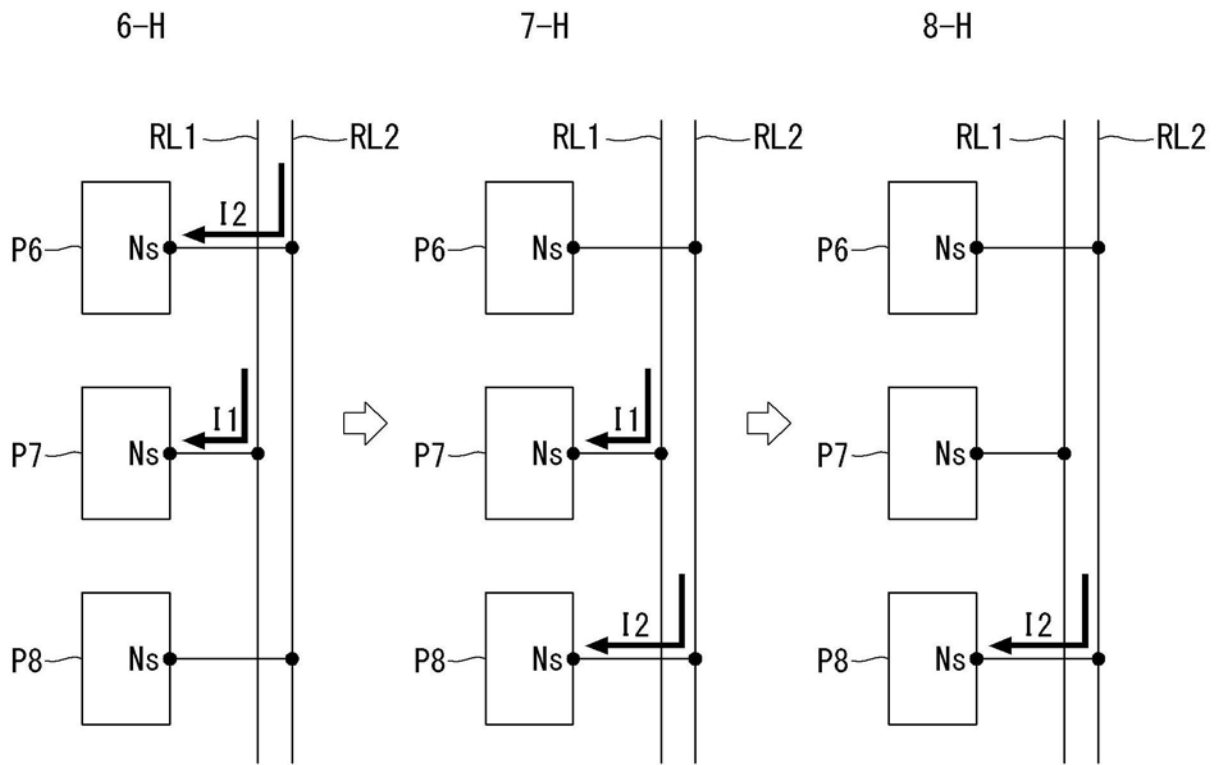 6-H 7-H 8-H
RL1 RL2 RL1 RL2 RL1 RL2
I2
P6 Ns P6 Ns P6 Ns
I1 I1
P7 Ns P7 Ns P7 Ns
I2 I2
P8 Ns P8 Ns P8 Ns